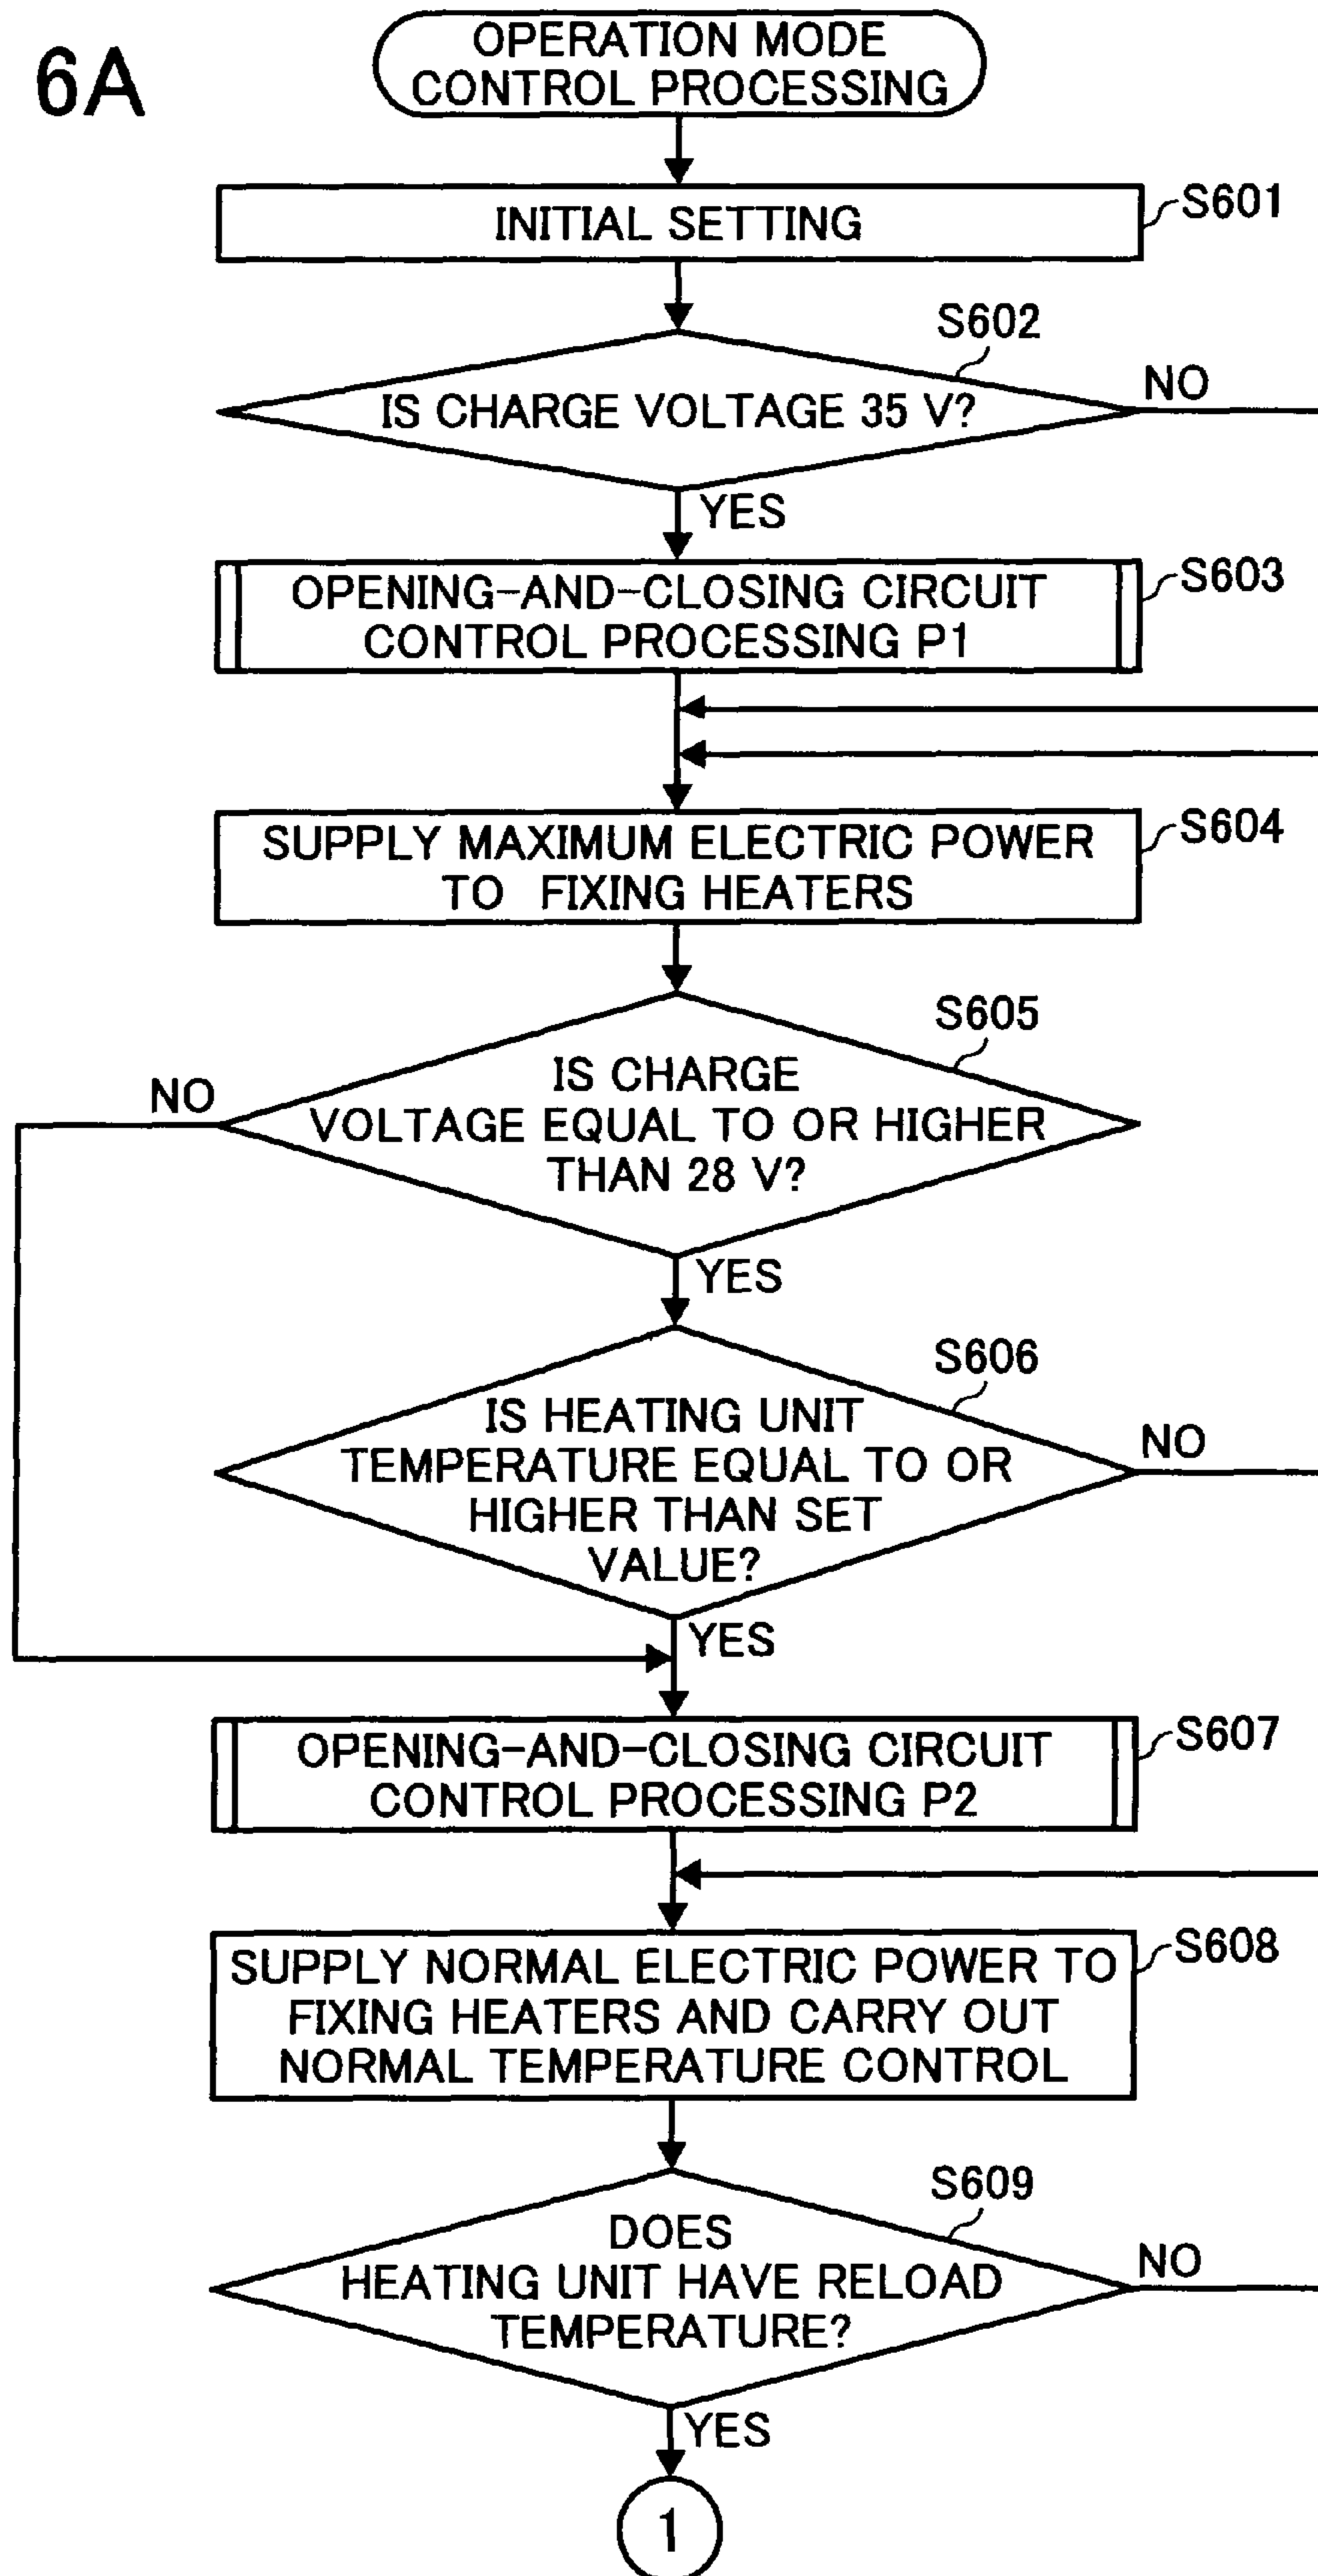 6A
OPERATION MODE
CONTROL PROCESSING
INITIAL SETTING
S601
S602
IS CHARGE VOLTAGE 35 V?
NO
YES
OPENING-AND-CLOSING CIRCUIT
CONTROL PROCESSING P1
S603
SUPPLY MAXIMUM ELECTRIC POWER
TO FIXING HEATERS
S604
S605
IS CHARGE
VOLTAGE EQUAL TO OR HIGHER
THAN 28 V?
NO
YES
S606
IS HEATING UNIT
TEMPERATURE EQUAL TO OR
HIGHER THAN SET
VALUE?
NO
YES
OPENING-AND-CLOSING CIRCUIT
CONTROL PROCESSING P2
S607
SUPPLY NORMAL ELECTRIC POWER TO
FIXING HEATERS AND CARRY OUT
NORMAL TEMPERATURE CONTROL
S608
S609
DOES
HEATING UNIT HAVE RELOAD
TEMPERATURE?
NO
YES
1